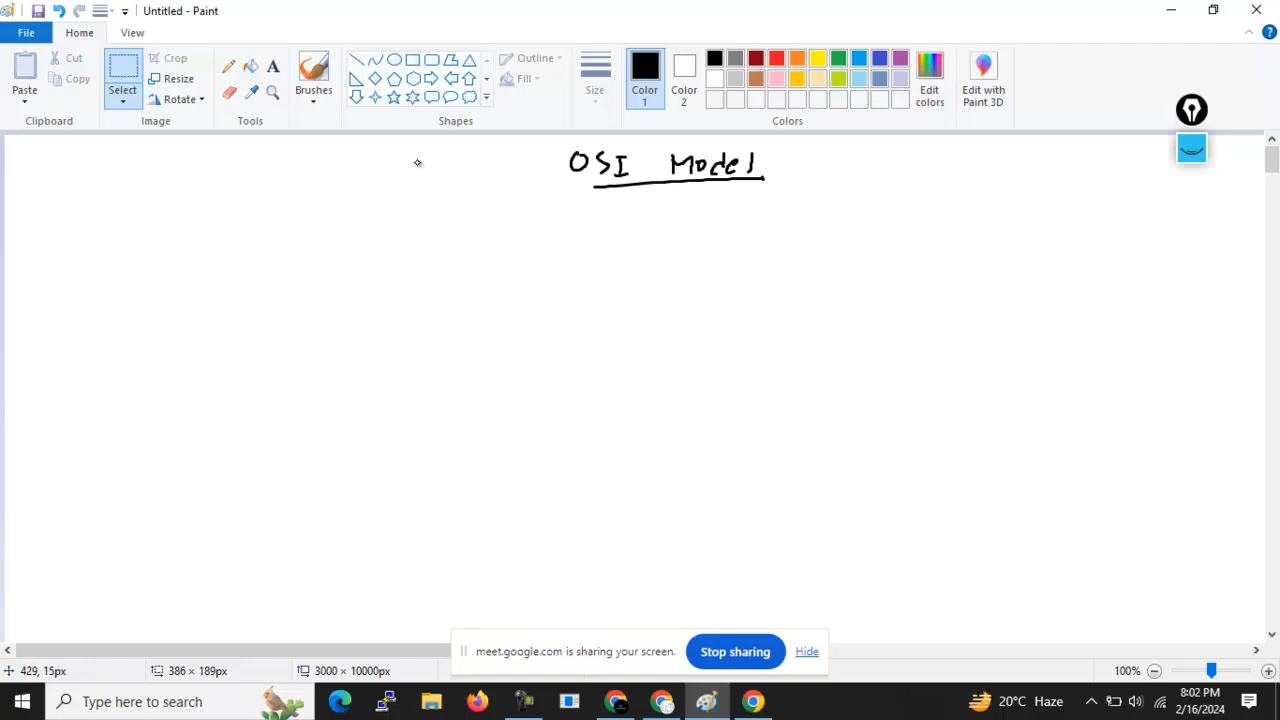 Untitled - Paint
File Home View
Paste
Cut
Copy
Clipboard
Select
Crop
Resize
Rotate
Image
A
Tools
Brushes
Outline
Fill
Shapes
Size
Color 1
Color 2
Edit colors
Edit with Paint 3D
Colors
OSI Model
meet.google.com is sharing your screen. Stop sharing Hide
429, 15px 386 × 189px 3000 × 10000px 100%
Type here to search 20°C Haze 8:02 PM
2/16/2024